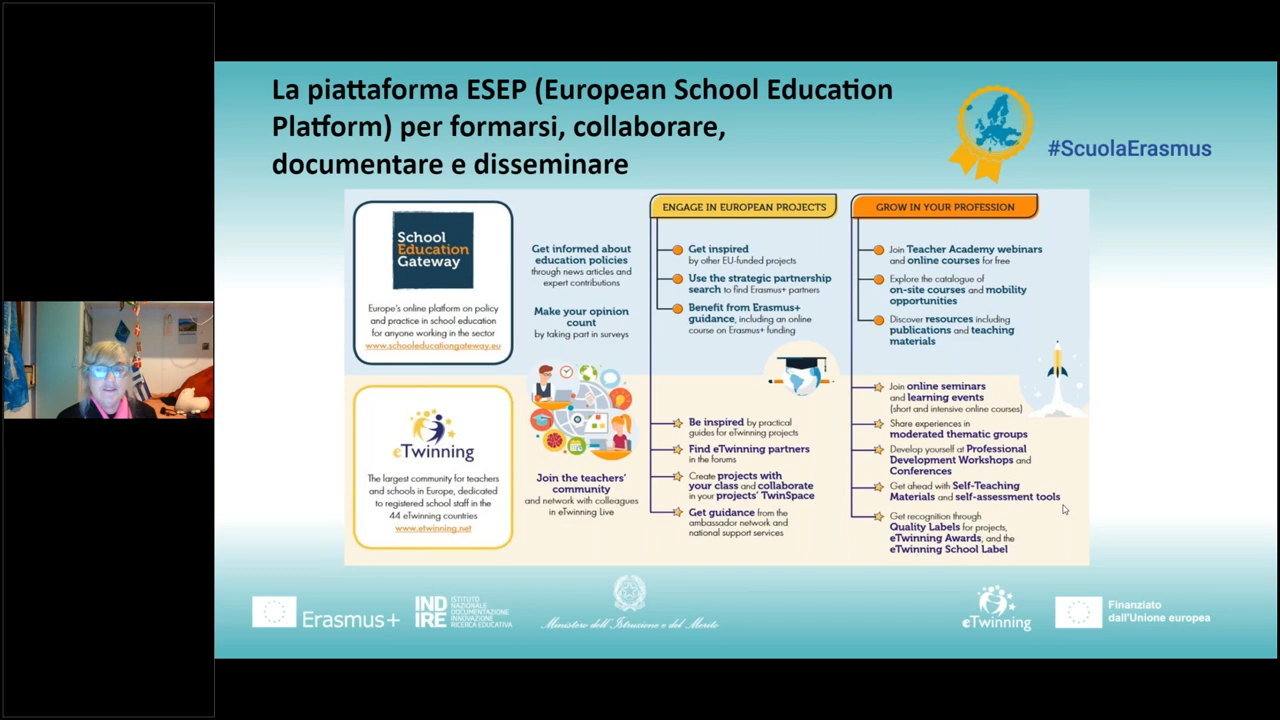 La piattaforma ESEP (European School Education
Platform) per formarsi, collaborare,
documentare e disseminare
#ScuolaErasmus
School
Education
Gateway
Europe's online platform on policy
and practice in school education
for anyone working in the sector
www.schooleducationgateway.eu
Get informed about
education policies
through news articles and
expert contributions
Make your opinion
count
by taking part in surveys
ENGAGE IN EUROPEAN PROJECTS
Get inspired
by other EU-funded projects
Use the strategic partnership
search to find Erasmus+ partners
Benefit from Erasmus+
guidance, including an online
course on Erasmus+ funding
GROW IN YOUR PROFESSION
Join Teacher Academy webinars
and online courses for free
Explore the catalogue of
on-site courses and mobility
opportunities
Discover resources including
publications and teaching
materials
eTwinning
The largest community for teachers
and schools in Europe, dedicated
to registered school staff in the
44 eTwinning countries
www.etwinning.net
Join the teachers'
community
and network with colleagues
in eTwinning Live
Be inspired by practical
guides for eTwinning projects
Find eTwinning partners
in the forums
Create projects with
your class and collaborate
in your projects' TwinSpace
Get guidance from the
ambassador network and
national support services
Join online seminars
and learning events
(short and intensive online courses)
Share experiences in
moderated thematic groups
Develop yourself at Professional
Development Workshops and
Conferences
Get ahead with Self-Teaching
Materials and self-assessment tools
Get recognition through
Quality Labels for projects,
eTwinning Awards, and the
eTwinning School Label
Erasmus+
INDIRE
ISTITUTO
NAZIONALE
DOCUMENTAZIONE
INNOVAZIONE
RICERCA EDUCATIVA
Ministero dell'Istruzione e del Merito
eTwinning
Finanziato
dall'Unione europea